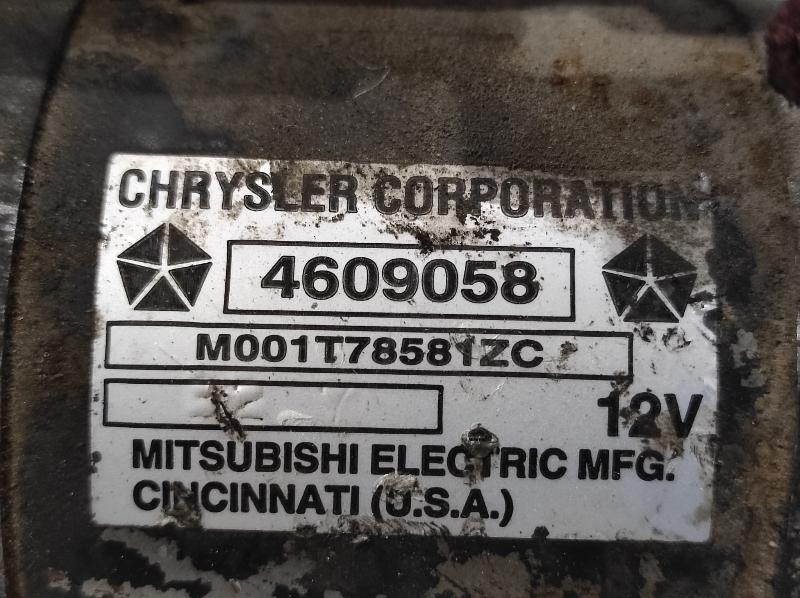 CHRYSLER CORPORATION
4609058
M001T78581ZC
12V
MITSUBISHI ELECTRIC MFG.
CINCINNATI (U.S.A.)